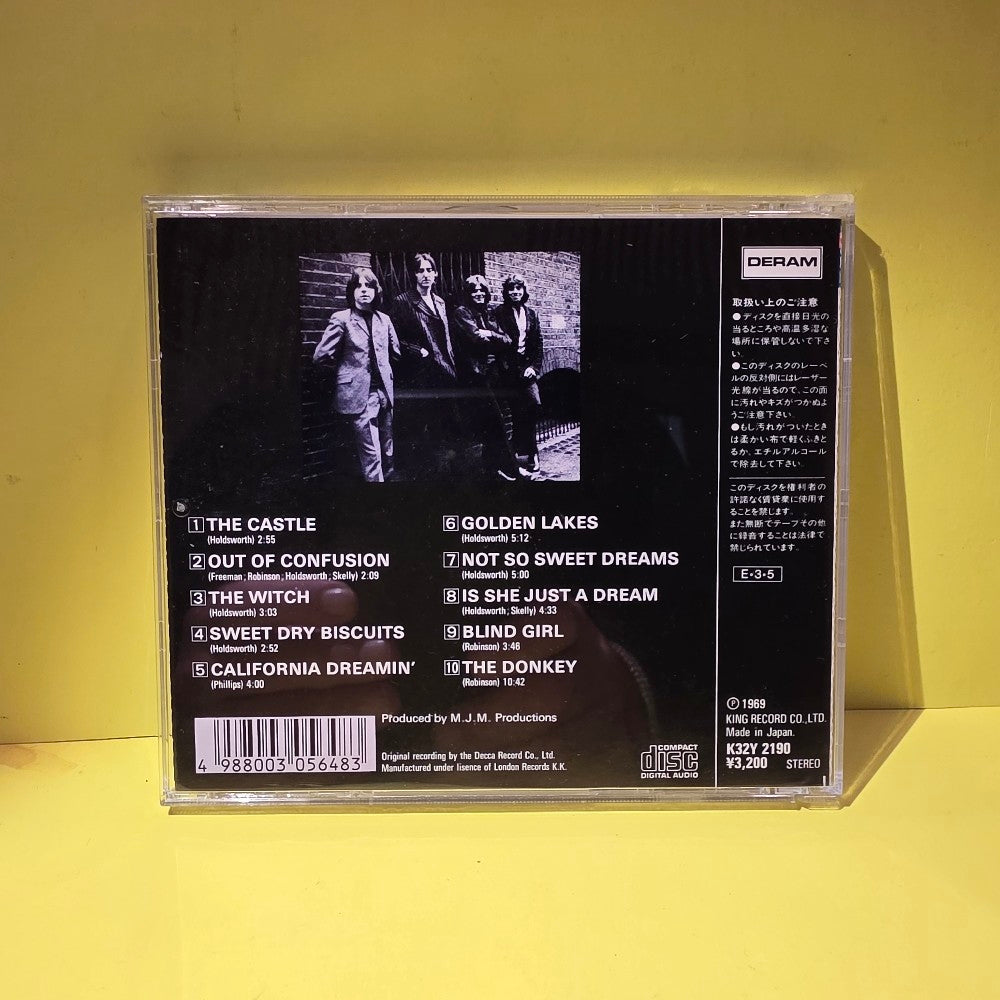 DERAM
取扱い上のご注意
●ディスクを直接日光の
当るところや高温多湿な
場所に保管しないで下さ
い。
●このディスクのレーベ
ルの反対側にはレーザー
光線が当るので、この面
に汚れやキズがつかぬよ
うご注意下さい。
●もし汚れがついたとき
は柔かい布で軽くふきと
るか、エチルアルコール
で除去して下さい。
このディスクを権利者の
許諾なく賃貸業に使用す
ることを禁じます。
また無断でテープその他
に録音することは法律で
禁じられています。
E・3・5
1 THE CASTLE
(Holdsworth) 2:55
2 OUT OF CONFUSION
(Freeman; Robinson; Holdsworth; Skelly) 2:09
3 THE WITCH
(Holdsworth) 3:03
4 SWEET DRY BISCUITS
(Holdsworth) 2:52
5 CALIFORNIA DREAMIN'
(Phillips) 4:00
6 GOLDEN LAKES
(Holdsworth) 5:12
7 NOT SO SWEET DREAMS
(Holdsworth) 5:00
8 IS SHE JUST A DREAM
(Holdsworth; Skelly) 4:33
9 BLIND GIRL
(Robinson) 3:46
10 THE DONKEY
(Robinson) 10:42
Produced by M.J.M. Productions
Original recording by the Decca Record Co., Ltd.
Manufactured under lisence of London Records K.K.
4 988003 056483
COMPACT
disc
DIGITAL AUDIO
Ⓟ 1969
KING RECORD CO.,LTD.
Made in Japan.
K32Y 2190
¥3,200 STEREO